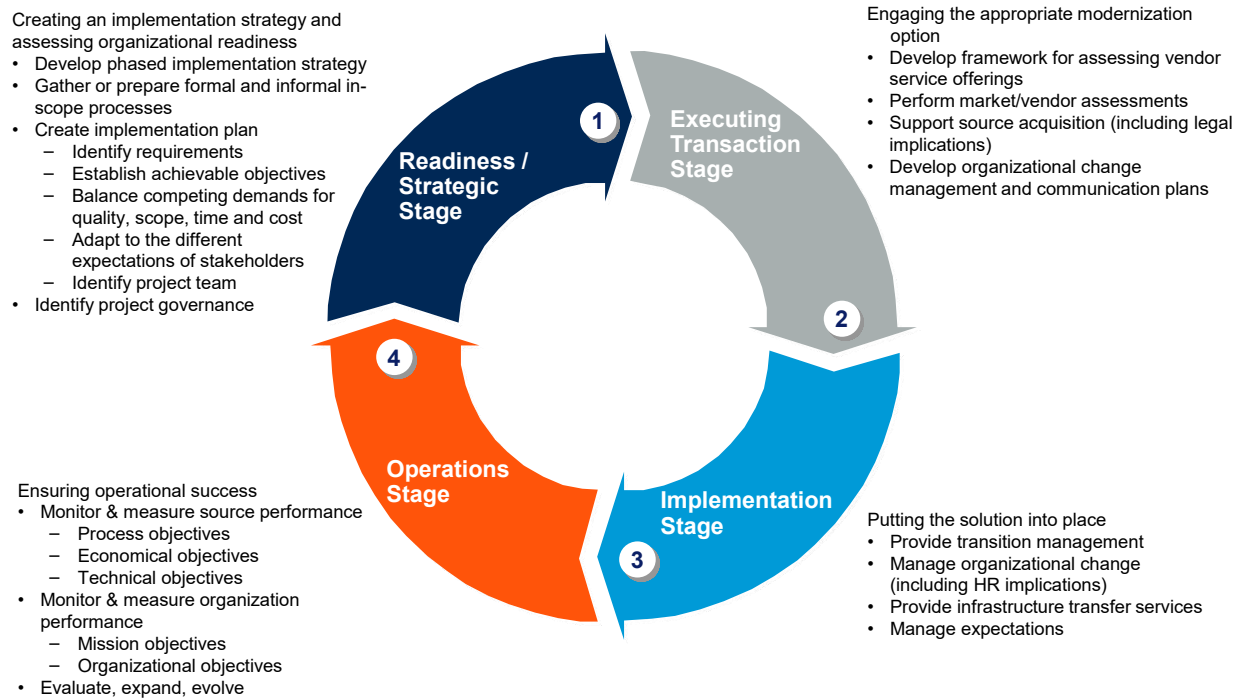 Creating an implementation strategy and
assessing organizational readiness
• Develop phased implementation strategy
• Gather or prepare formal and informal in-
scope processes
• Create implementation plan
– Identify requirements
– Establish achievable objectives
– Balance competing demands for
quality, scope, time and cost
– Adapt to the different
expectations of stakeholders
– Identify project team
• Identify project governance
1
Readiness /
Strategic
Stage
Engaging the appropriate modernization
option
• Develop framework for assessing vendor
service offerings
• Perform market/vendor assessments
• Support source acquisition (including legal
implications)
• Develop organizational change
management and communication plans
Executing
Transaction
Stage
2
Implementation
Stage
3
Putting the solution into place
• Provide transition management
• Manage organizational change
(including HR implications)
• Provide infrastructure transfer services
• Manage expectations
4
Operations
Stage
Ensuring operational success
• Monitor & measure source performance
– Process objectives
– Economical objectives
– Technical objectives
• Monitor & measure organization
performance
– Mission objectives
– Organizational objectives
• Evaluate, expand, evolve